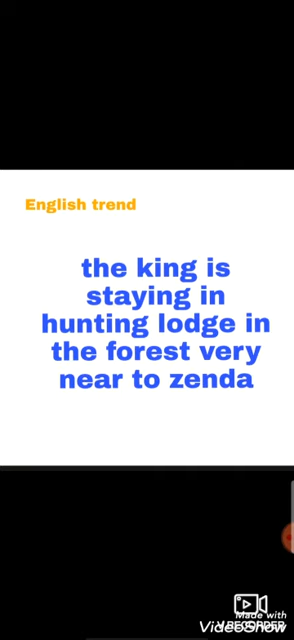 English trend
the king is
staying in
hunting lodge in
the forest very
near to zenda
Made with
V.RECORDER
VideoShow